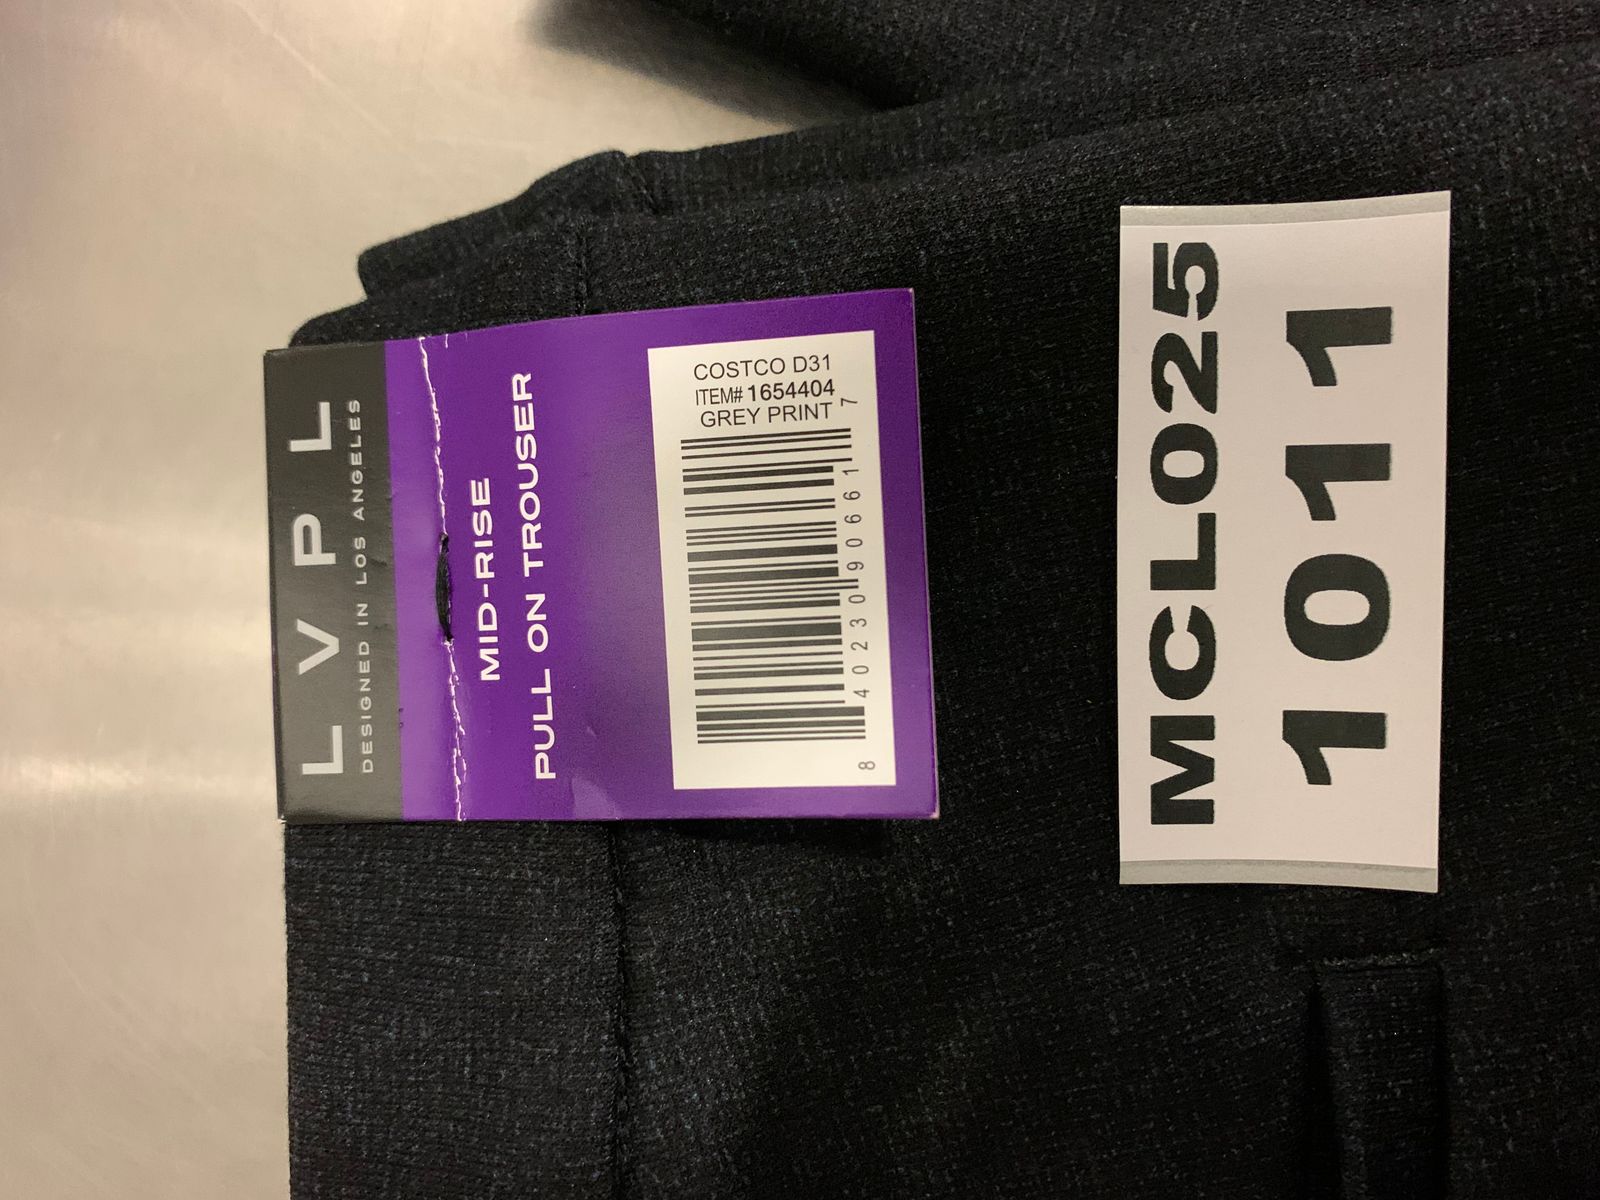 LVPL
DESIGNED IN LOS ANGELES
MID-RISE
PULL ON TROUSER
COSTCO D31
ITEM# 1654404
GREY PRINT
8 40230 90661 7
MCL025
1011